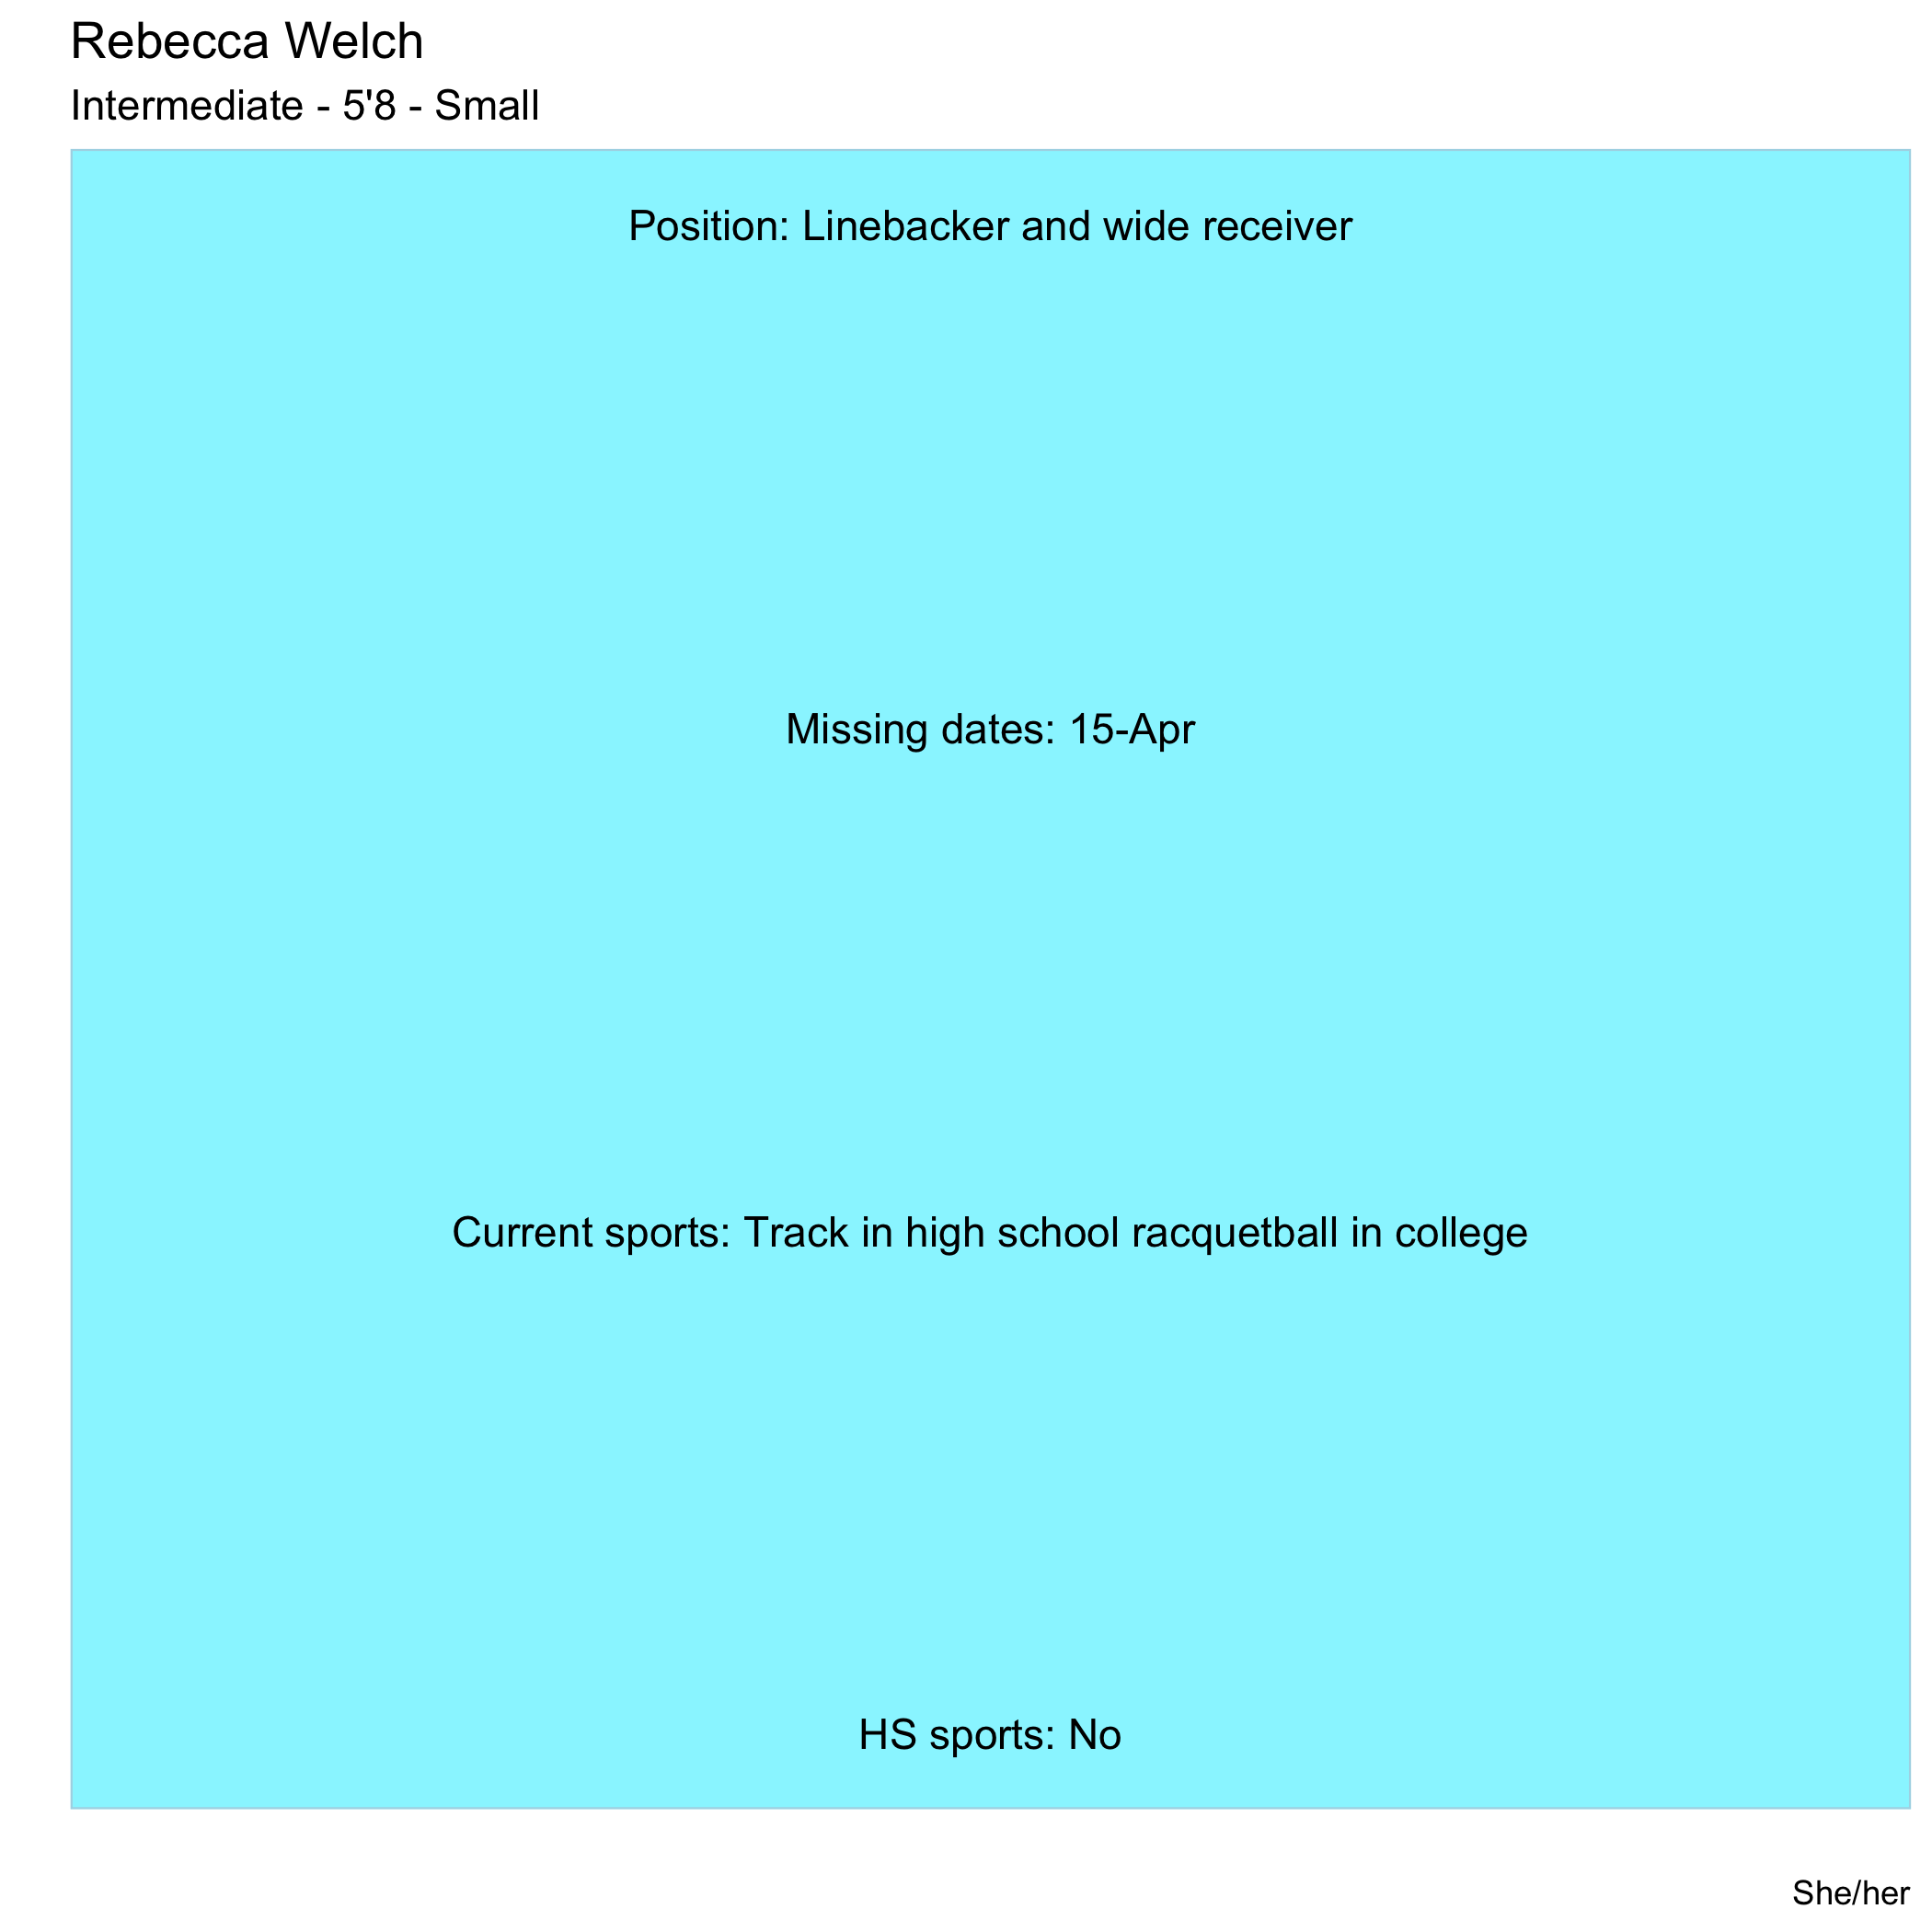 Rebecca Welch
Intermediate - 5'8 - Small
Position: Linebacker and wide receiver
Missing dates: 15-Apr
Current sports: Track in high school racquetball in college
HS sports: No
She/her